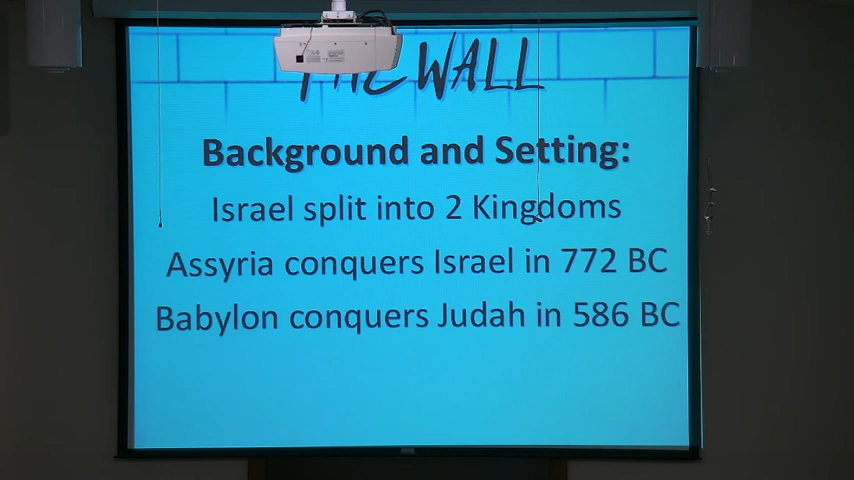 THE WALL
Background and Setting:
Israel split into 2 Kingdoms
Assyria conquers Israel in 772 BC
Babylon conquers Judah in 586 BC